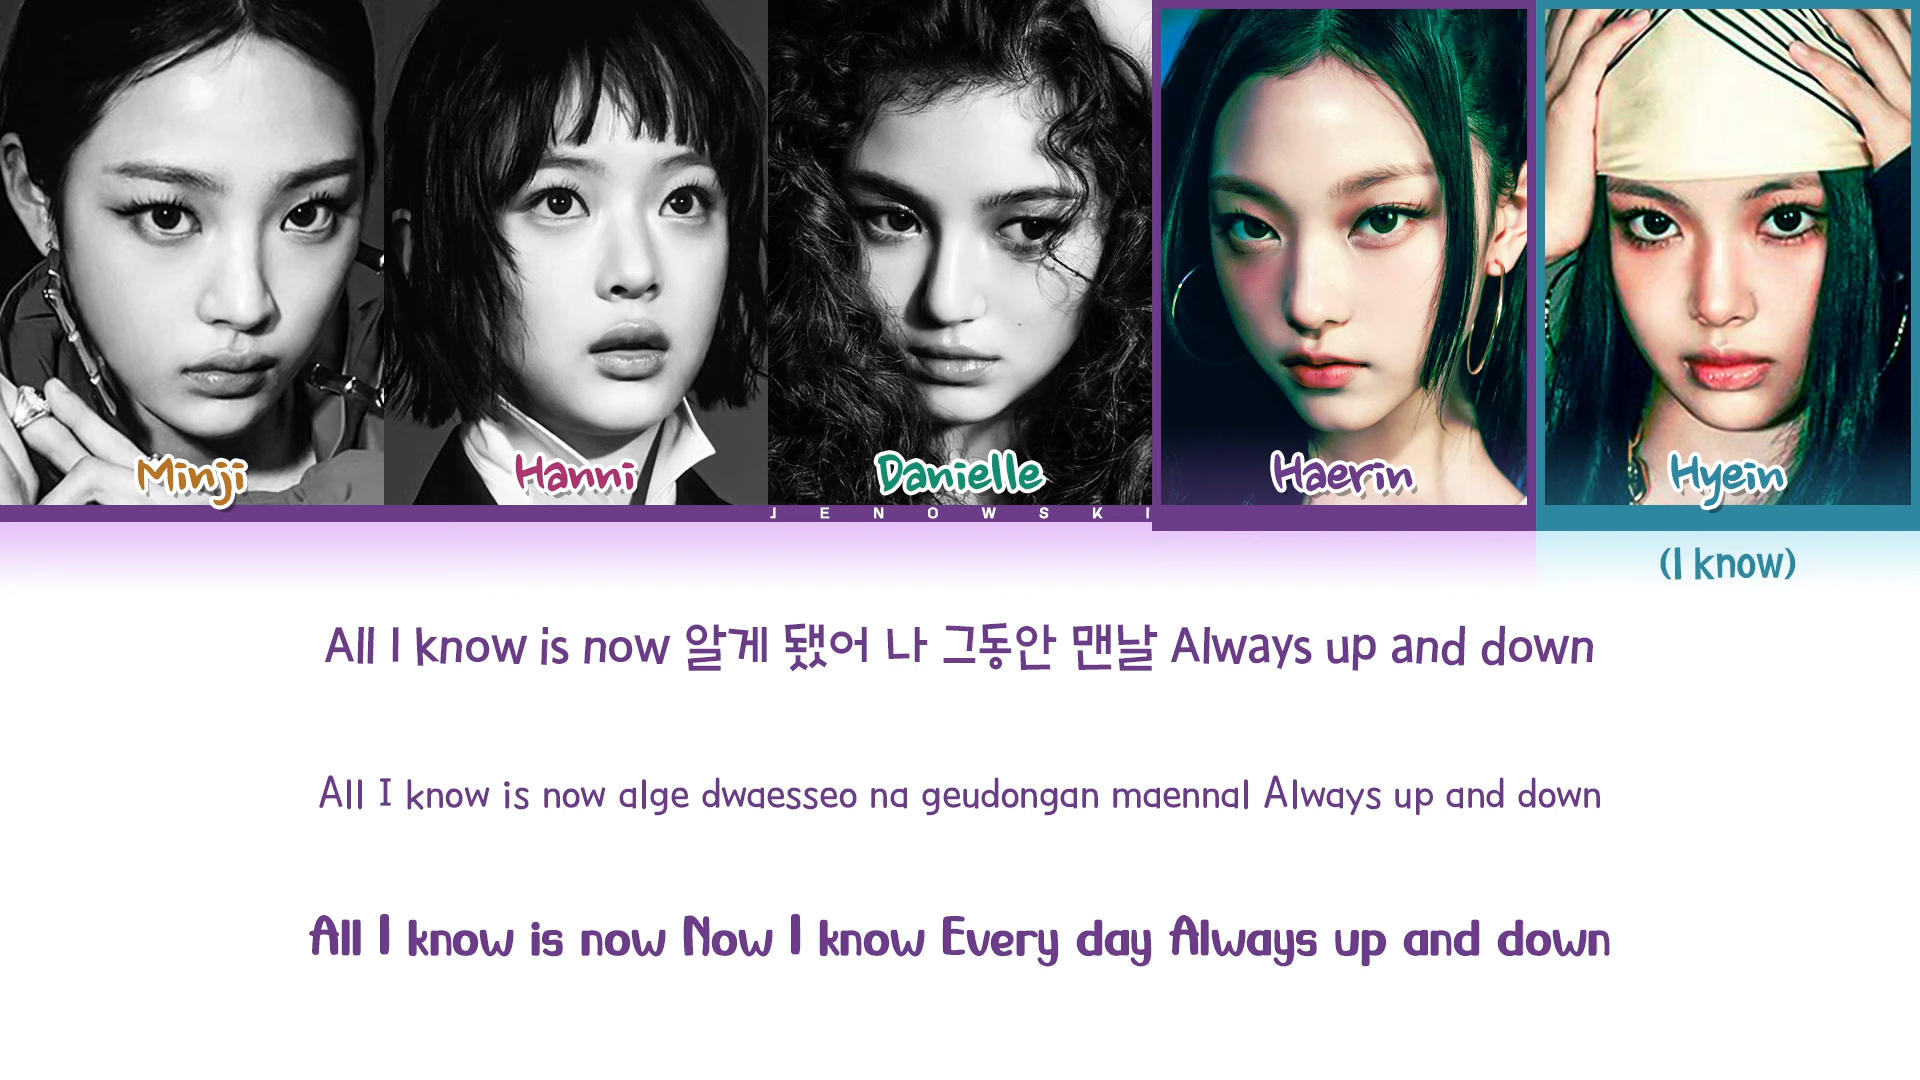 Minji Hanni Danielle Haerin Hyein
JENOWSKI
(I know)
All I know is now 알게 됐어 나 그동안 맨날 Always up and down
All I know is now alge dwaesseo na geudongan maennal Always up and down
All I know is now Now I know Every day Always up and down